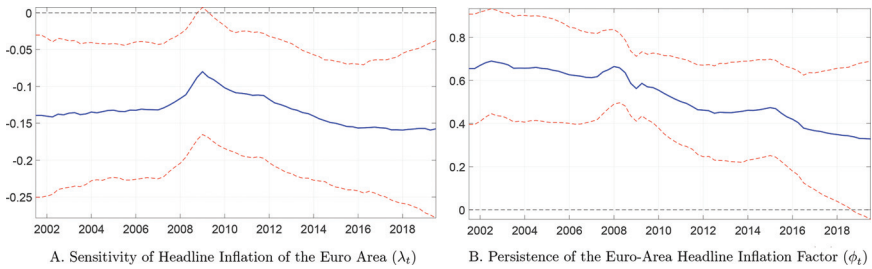 0
-0.05
-0.1
-0.15
-0.2
-0.25
2002 2004 2006 2008 2010 2012 2014 2016 2018
A. Sensitivity of Headline Inflation of the Euro Area (λt)
0.8
0.6
0.4
0.2
0
2002 2004 2006 2008 2010 2012 2014 2016 2018
B. Persistence of the Euro-Area Headline Inflation Factor (ϕt)